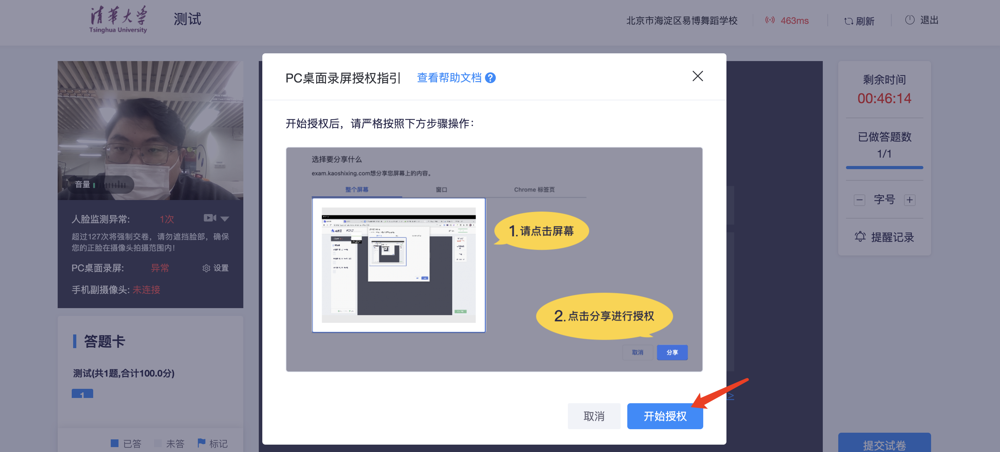 清華大学
Tsinghua University
测试
北京市海淀区易博舞蹈学校
463ms
刷新
退出
音量
人脸监测异常:
1次
超过127次将强制交卷，请勿遮挡脸部，确保
您的正脸在摄像头拍摄范围内！
PC桌面录屏:
异常
设置
手机副摄像头:
未连接
答题卡
测试(共1题,合计100.0分)
1
已答
未答
标记
PC桌面录屏授权指引
查看帮助文档
?
开始授权后，请严格按照下方步骤操作：
选择要分享什么
exam.kaoshixing.com想分享您屏幕上的内容。
整个屏幕
窗口
Chrome 标签页
1.请点击屏幕
2.点击分享进行授权
取消
分享
取消
开始授权
≥
剩余时间
00:46:14
已做答题数
1/1
字号
提醒记录
提交试卷